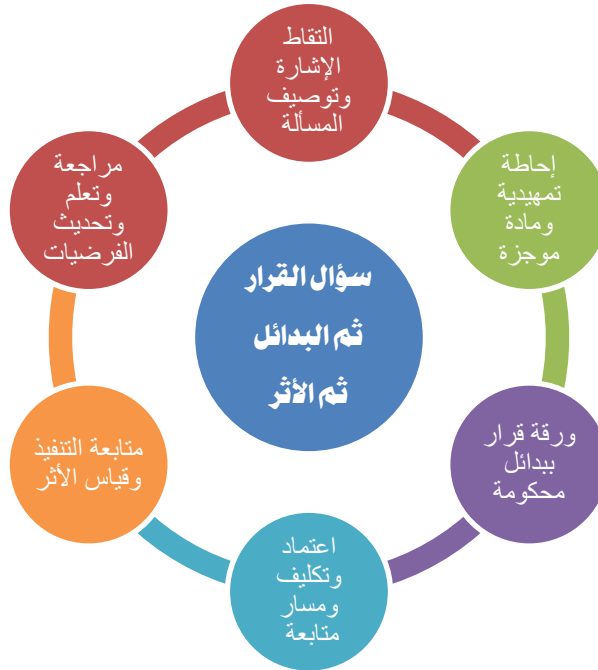 التقاط
الإشارة
وتوصيف
المسألة
إحاطة
تمهيدية
ومادة
موجزة
ورقة قرار
ببدائل
محكومة
اعتماد
وتكليف
ومسار
متابعة
متابعة التنفيذ
وقياس الأثر
مراجعة
وتعلم
وتحديث
الفرضيات
سؤال القرار
ثم البدائل
ثم الأثر